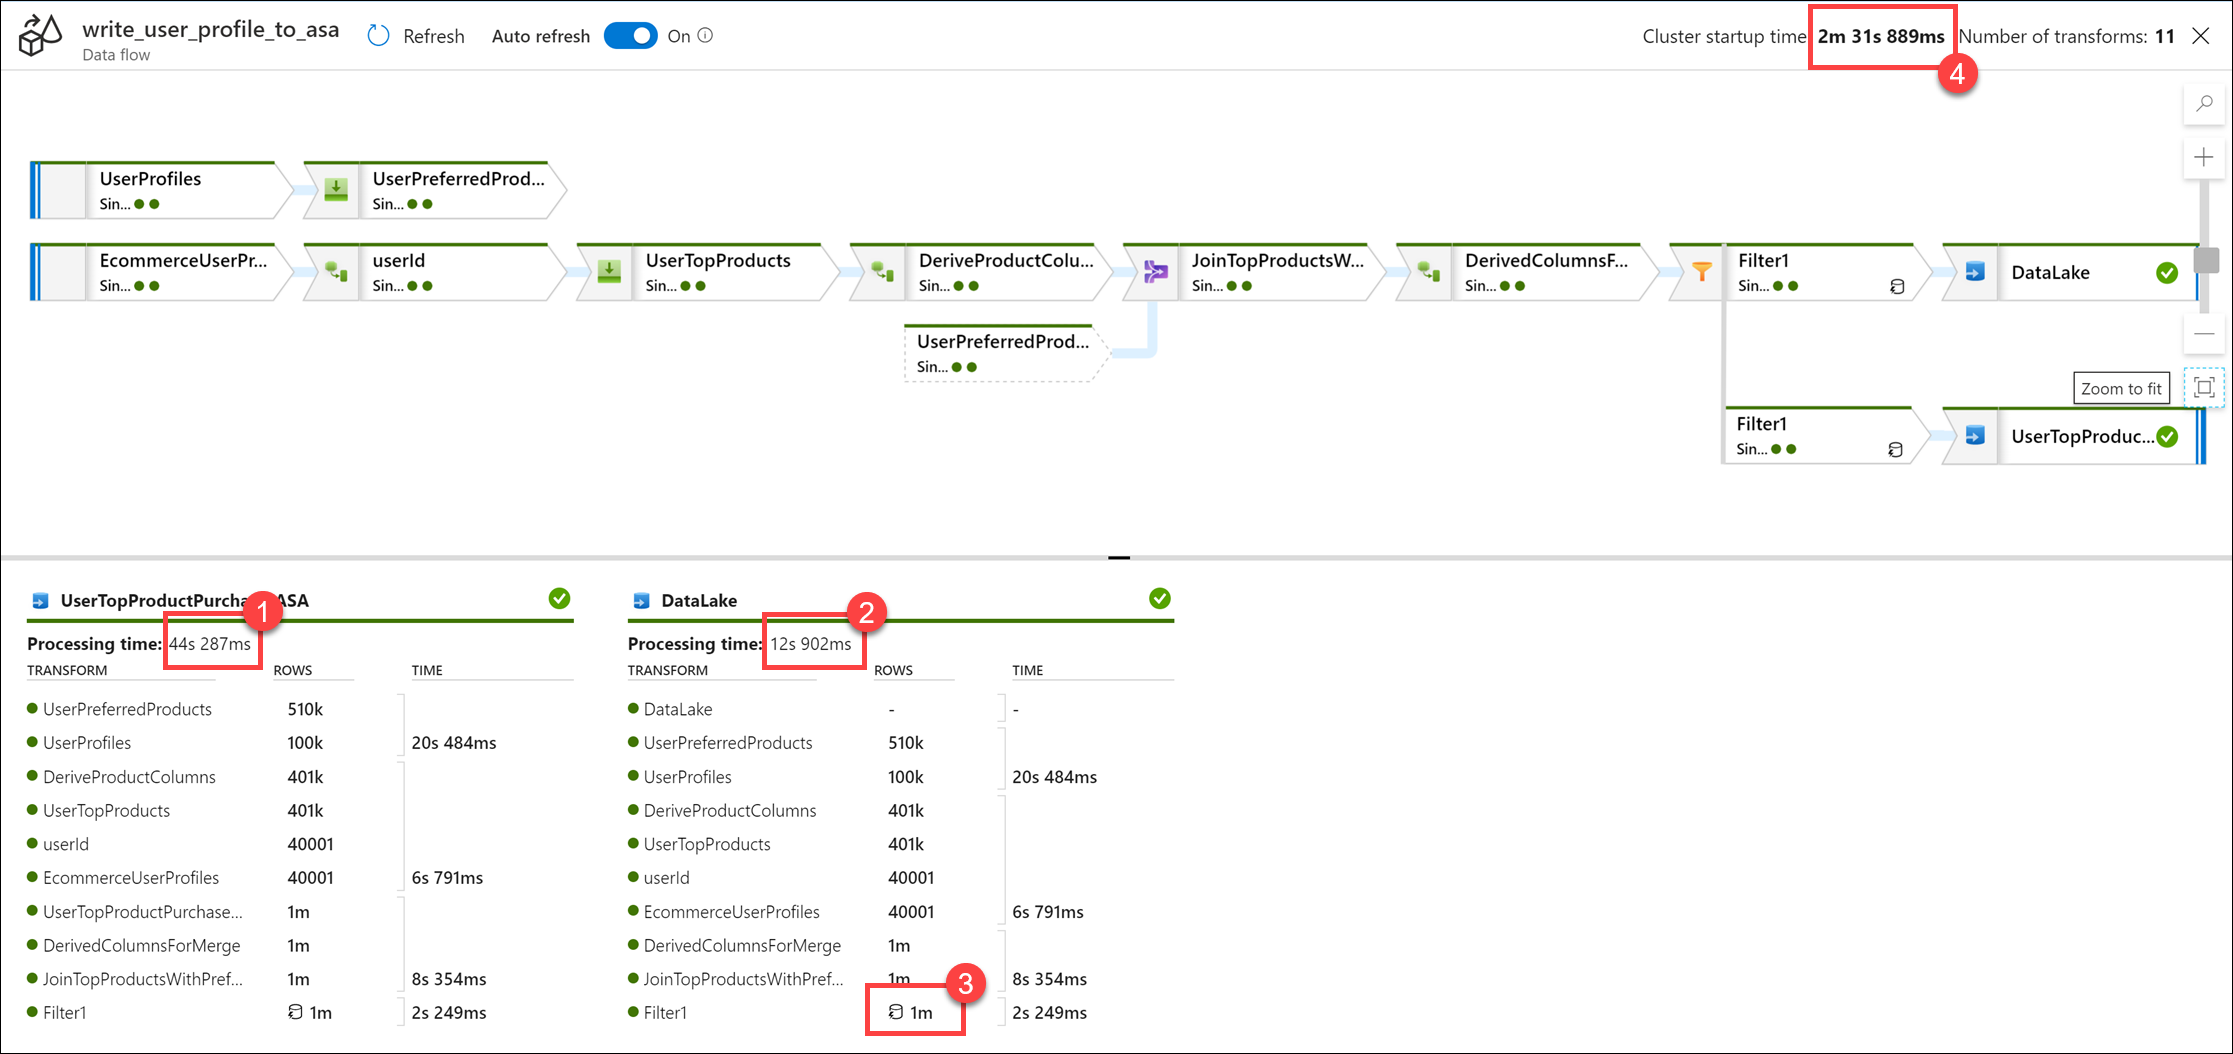 write_user_profile_to_asa
Data flow
Refresh
Auto refresh
On
Cluster startup time
2m 31s 889ms
Number of transforms: 11
4
UserProfiles
Sin...
UserPreferredProd...
Sin...
EcommerceUserPr...
Sin...
userId
Sin...
UserTopProducts
Sin...
DeriveProductColu...
Sin...
JoinTopProductsW...
Sin...
DerivedColumnsF...
Sin...
Filter1
Sin...
DataLake
UserPreferredProd...
Sin...
Zoom to fit
Filter1
Sin...
UserTopProduc...
UserTopProductPurcha ASA
1
Processing time: 44s 287ms
TRANSFORM ROWS TIME
UserPreferredProducts 510k
UserProfiles 100k 20s 484ms
DeriveProductColumns 401k
UserTopProducts 401k
userId 40001
EcommerceUserProfiles 40001 6s 791ms
UserTopProductPurchase... 1m
DerivedColumnsForMerge 1m
JoinTopProductsWithPref... 1m 8s 354ms
Filter1 1m 2s 249ms
DataLake
2
Processing time: 12s 902ms
TRANSFORM ROWS TIME
DataLake - -
UserPreferredProducts 510k
UserProfiles 100k 20s 484ms
DeriveProductColumns 401k
UserTopProducts 401k
userId 40001
EcommerceUserProfiles 40001 6s 791ms
DerivedColumnsForMerge 1m
JoinTopProductsWithPref... 1m 8s 354ms
3
Filter1 1m 2s 249ms